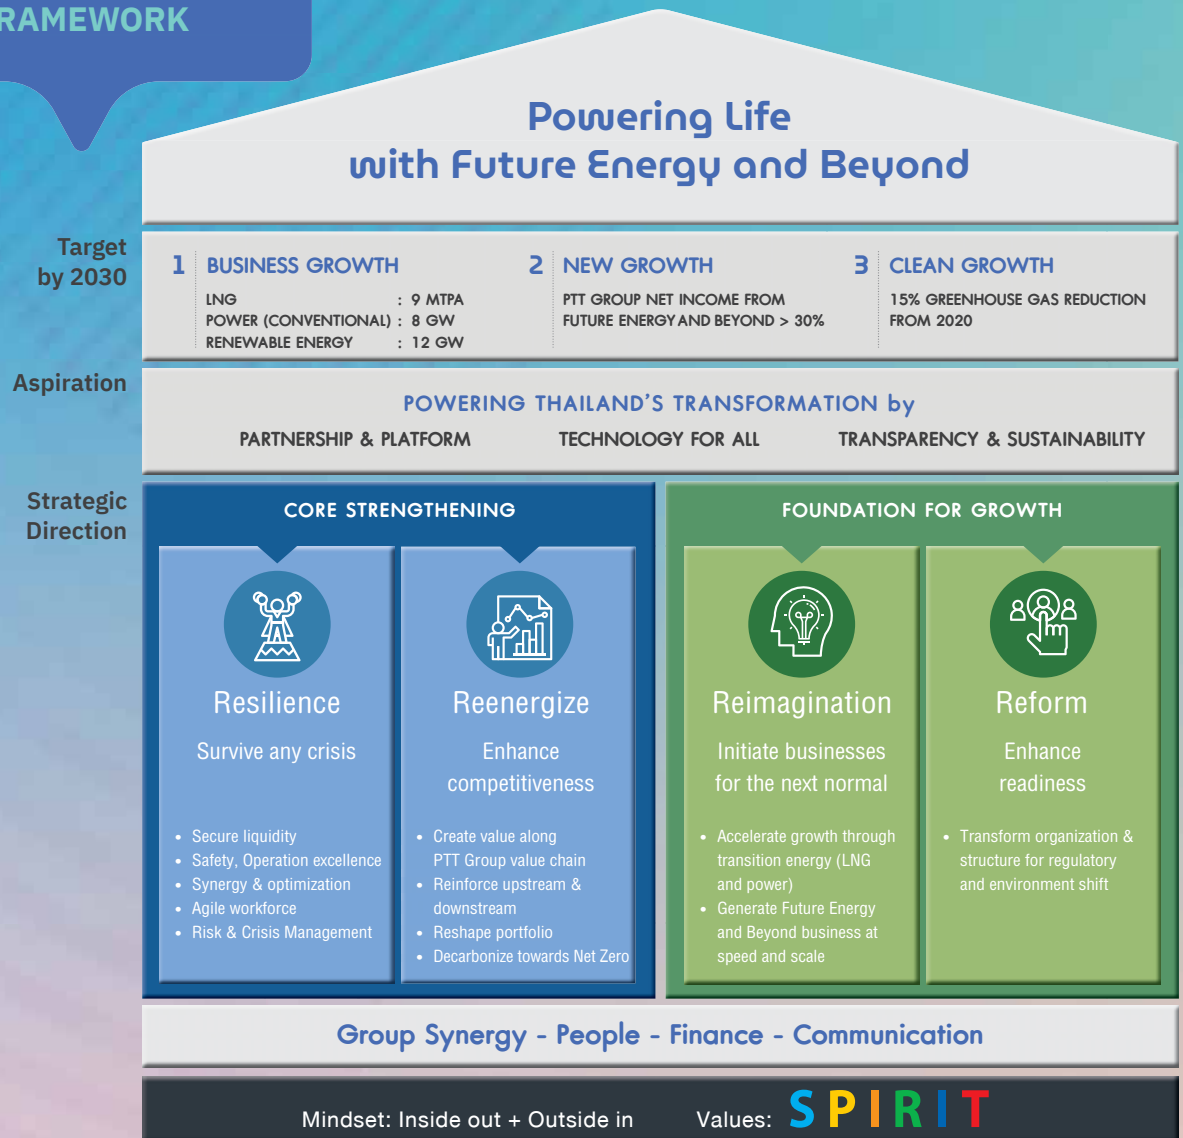 RAMEWORK
Powering Life
with Future Energy and Beyond
Target
by 2030
1 BUSINESS GROWTH
LNG : 9 MTPA
POWER (CONVENTIONAL) : 8 GW
RENEWABLE ENERGY : 12 GW
2 NEW GROWTH
PTT GROUP NET INCOME FROM
FUTURE ENERGY AND BEYOND > 30%
3 CLEAN GROWTH
15% GREENHOUSE GAS REDUCTION
FROM 2020
Aspiration
POWERING THAILAND'S TRANSFORMATION by
PARTNERSHIP & PLATFORM TECHNOLOGY FOR ALL TRANSPARENCY & SUSTAINABILITY
Strategic
Direction
CORE STRENGTHENING
Resilience
Survive any crisis
• Secure liquidity
• Safety, Operation excellence
• Synergy & optimization
• Agile workforce
• Risk & Crisis Management
Reenergize
Enhance
competitiveness
• Create value along
PTT Group value chain
• Reinforce upstream &
downstream
• Reshape portfolio
• Decarbonize towards Net Zero
FOUNDATION FOR GROWTH
Reimagination
Initiate businesses
for the next normal
• Accelerate growth through
transition energy (LNG
and power)
• Generate Future Energy
and Beyond business at
speed and scale
Reform
Enhance
readiness
• Transform organization &
structure for regulatory
and environment shift
Group Synergy - People - Finance - Communication
Mindset: Inside out + Outside in Values: SPIRIT